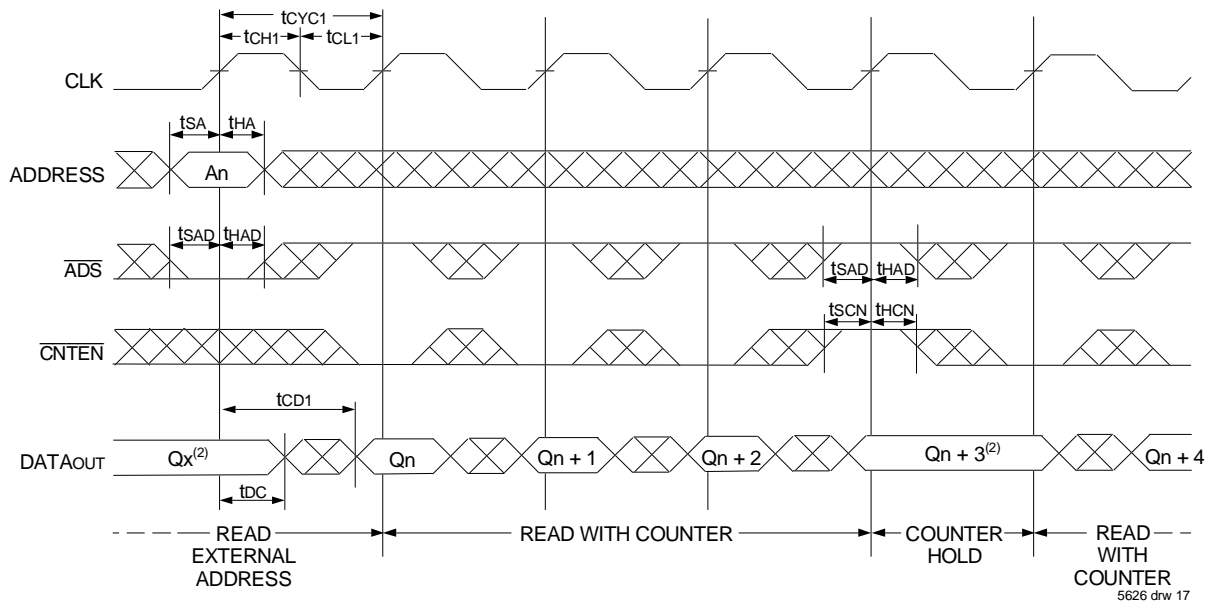 tCYC1
tCH1 tCL1
CLK
tSA tHA
ADDRESS An
tSAD tHAD
ADS
tSAD tHAD
tSCN tHCN
CNTEN
tCD1
DATAOUT Qx(2) Qn Qn + 1 Qn + 2 Qn + 3(2) Qn + 4
tDC
READ
EXTERNAL
ADDRESS
READ WITH COUNTER
COUNTER
HOLD
READ
WITH
COUNTER
5626 drw 17